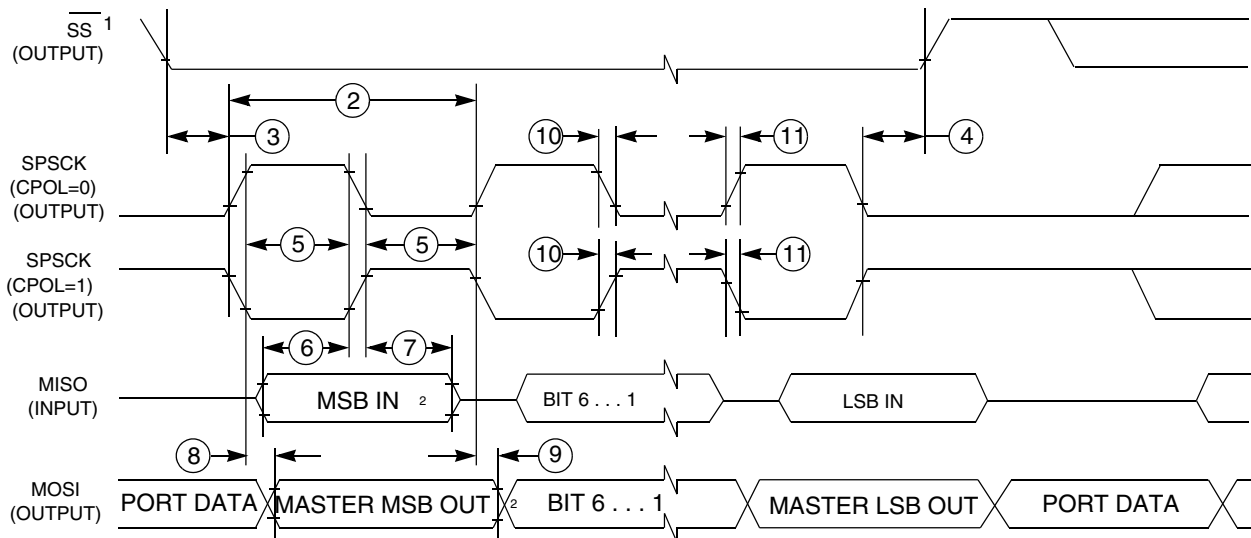 SS 1
(OUTPUT)
2
3
10
11
4
SPSCK
(CPOL=0)
(OUTPUT)
5
5
SPSCK
(CPOL=1)
(OUTPUT)
10
11
6
7
MISO
(INPUT)
MSB IN 2
BIT 6 . . . 1
LSB IN
8
9
MOSI
(OUTPUT)
PORT DATA
MASTER MSB OUT 2
BIT 6 . . . 1
MASTER LSB OUT
PORT DATA